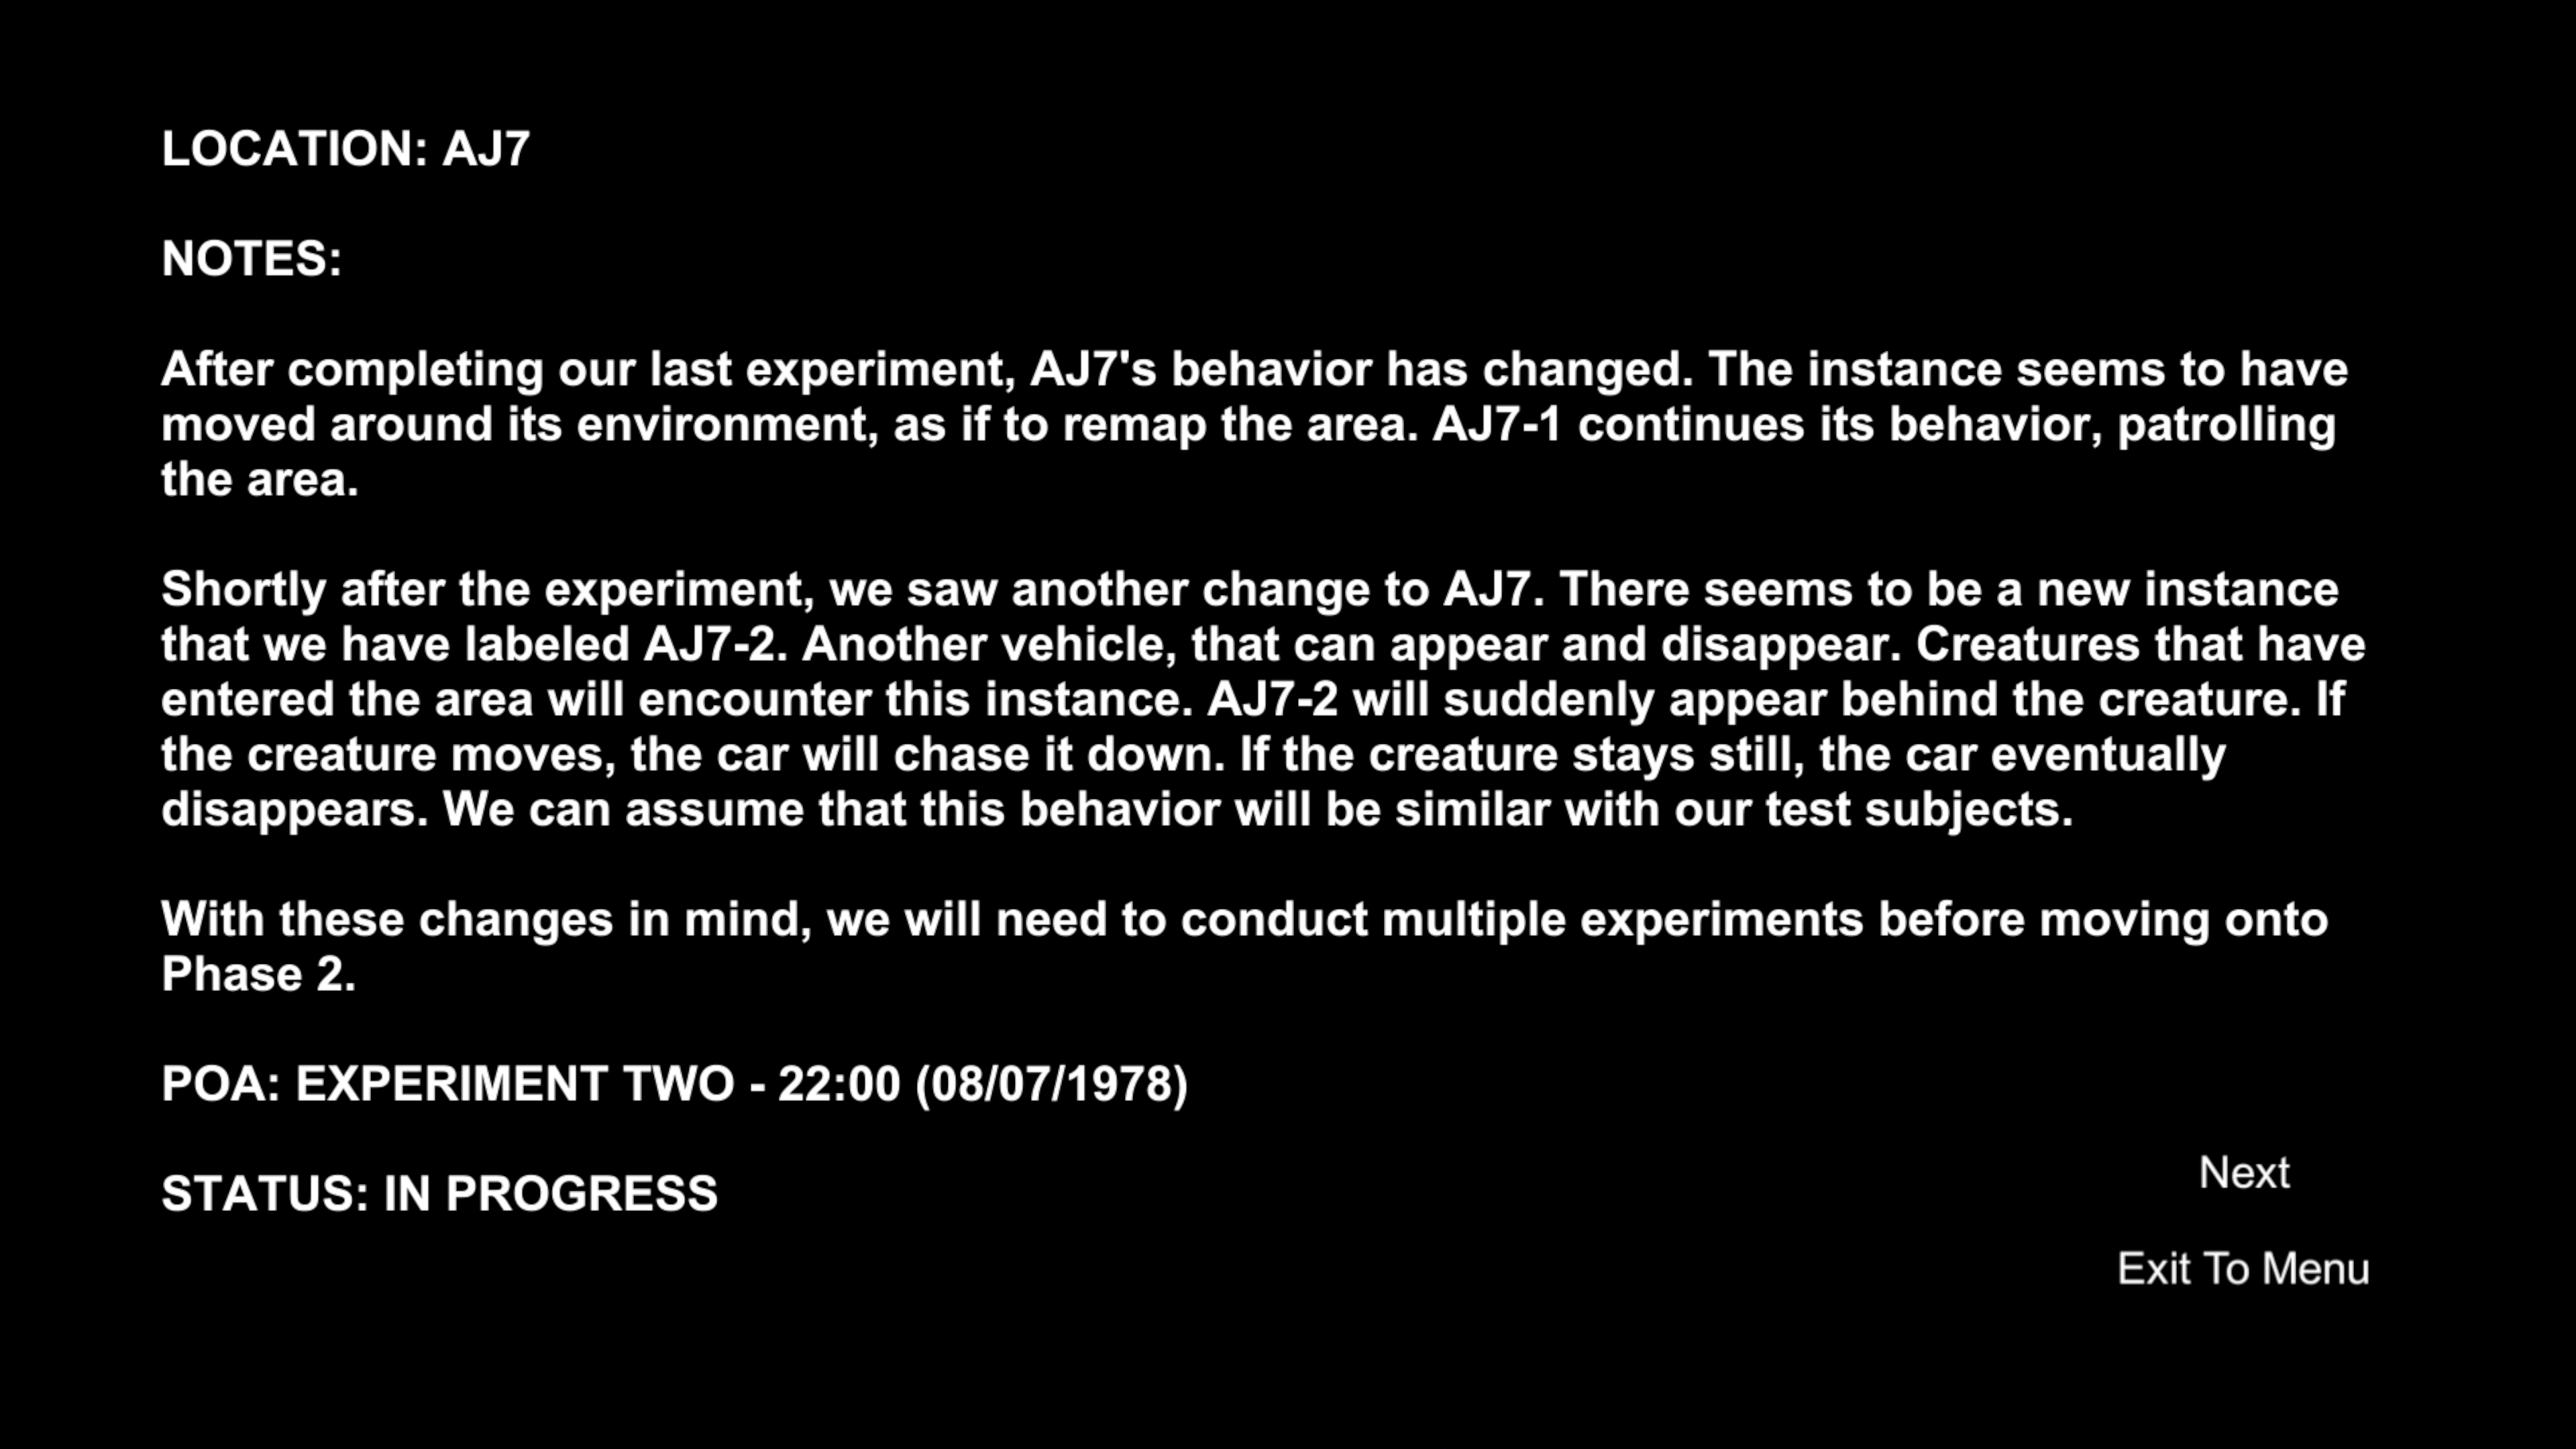 LOCATION: AJ7
NOTES:
After completing our last experiment, AJ7's behavior has changed. The instance seems to have
moved around its environment, as if to remap the area. AJ7-1 continues its behavior, patrolling
the area.
Shortly after the experiment, we saw another change to AJ7. There seems to be a new instance
that we have labeled AJ7-2. Another vehicle, that can appear and disappear. Creatures that have
entered the area will encounter this instance. AJ7-2 will suddenly appear behind the creature. If
the creature moves, the car will chase it down. If the creature stays still, the car eventually
disappears. We can assume that this behavior will be similar with our test subjects.
With these changes in mind, we will need to conduct multiple experiments before moving onto
Phase 2.
POA: EXPERIMENT TWO - 22:00 (08/07/1978)
STATUS: IN PROGRESS
Next
Exit To Menu